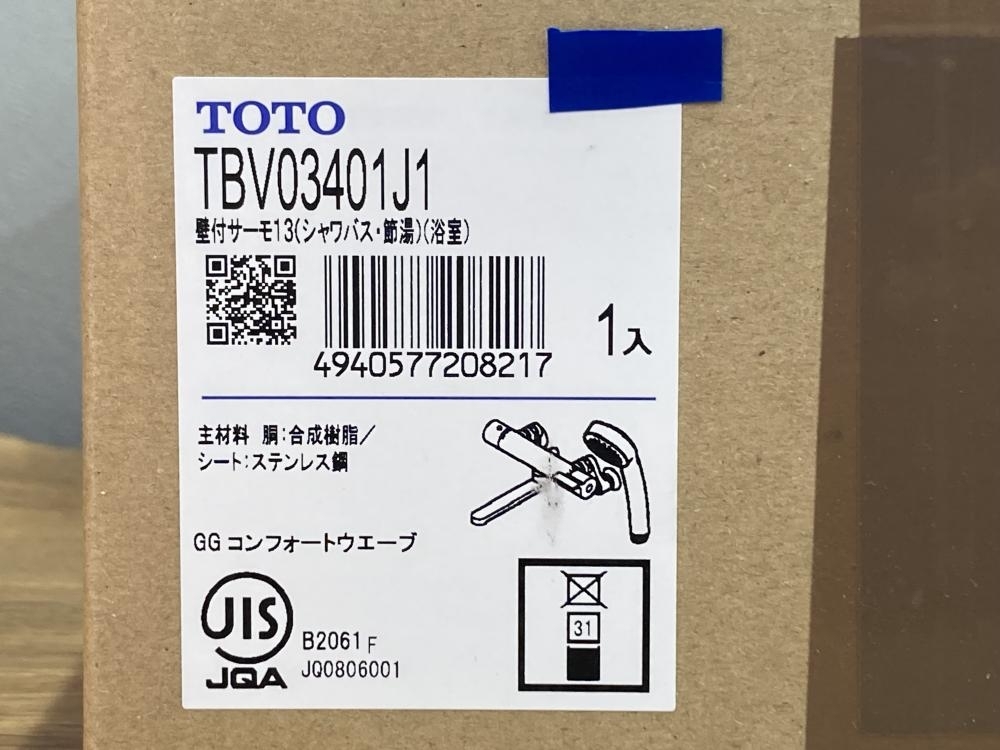 TOTO
TBV03401J1
壁付サーモ13(シャワバス・節湯)(浴室)
4940577208217
1入
主材料 胴:合成樹脂/
シート:ステンレス鋼
GG コンフォートウエーブ
JIS
JQA
B2061 F
JQ0806001
31